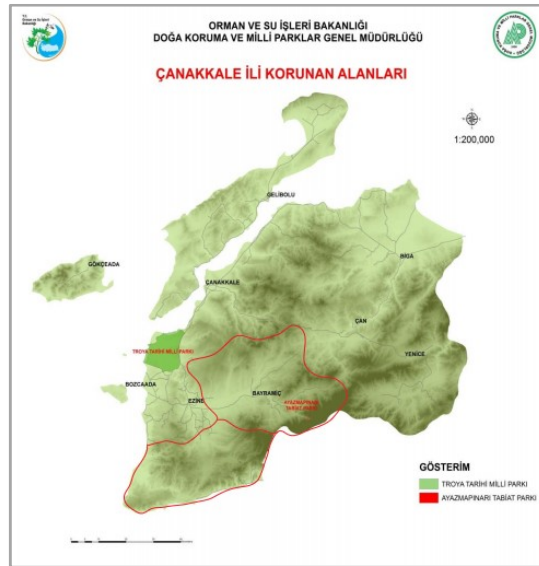 ORMAN VE SU İŞLERİ BAKANLIĞI
DOĞA KORUMA VE MİLLİ PARKLAR GENEL MÜDÜRLÜĞÜ
ÇANAKKALE İLİ KORUNAN ALANLARI
1:200,000
GELİBOLU
GÖKÇEADA
BİGA
ÇANAKKALE
ÇAN
TROYA TARİHİ MİLLİ PARKI
YENİCE
BOZCAADA
BAYRAMİÇ
EZİNE
AYAZMAPINARI
TABİAT PARKI
GÖSTERİM
TROYA TARİHİ MİLLİ PARKI
AYAZMAPINARI TABİAT PARKI